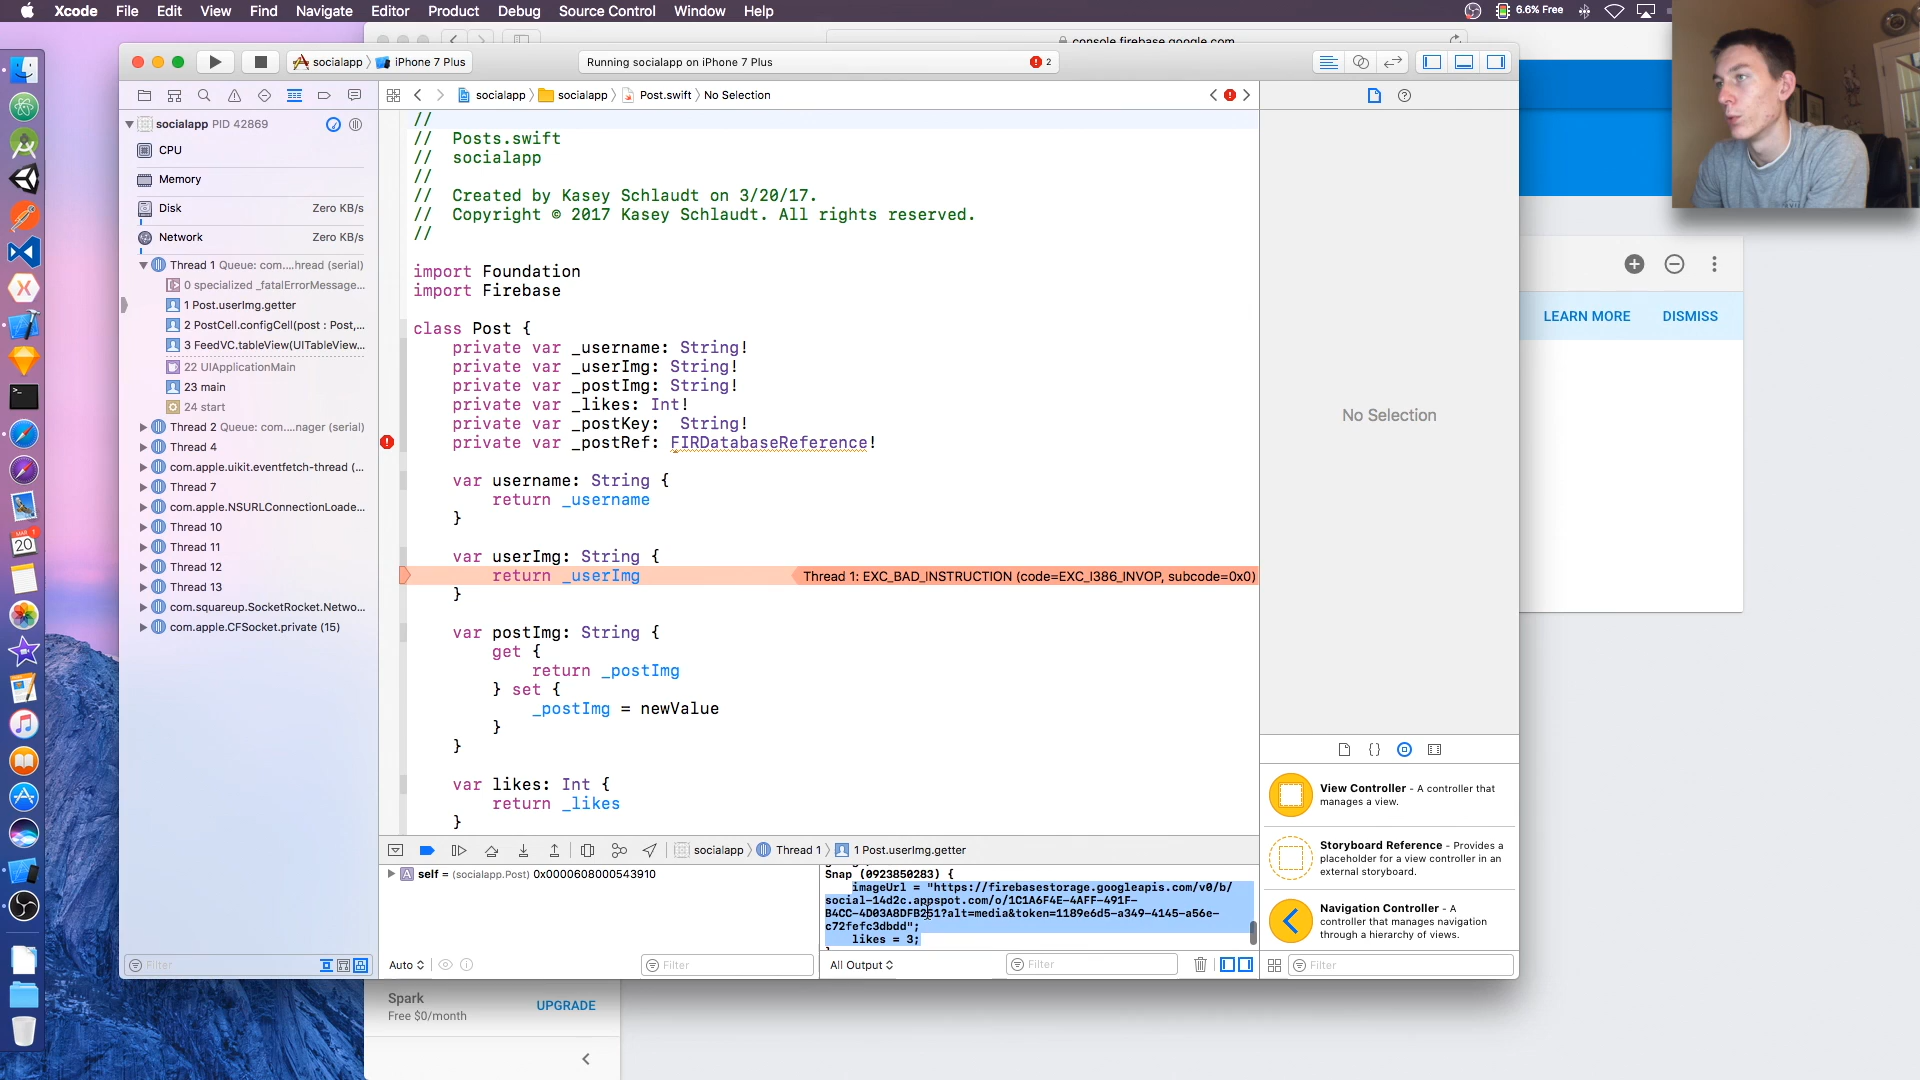 Xcode File Edit View Find Navigate Editor Product Debug Source Control Window Help
6.6% Free
console.firebase.google.com
socialapp
iPhone 7 Plus
Running socialapp on iPhone 7 Plus
2
socialapp PID 42869
socialapp
socialapp
Post.swift
No Selection
CPU
Memory
Disk
Zero KB/s
Network
Zero KB/s
Thread 1 Queue: com....hread (serial)
0 specialized _fatalErrorMessage...
1 Post.userImg.getter
2 PostCell.configCell(post : Post,...
3 FeedVC.tableView(UITableView...
22 UIApplicationMain
23 main
24 start
Thread 2 Queue: com....nager (serial)
Thread 4
com.apple.uikit.eventfetch-thread (...
Thread 7
com.apple.NSURLConnectionLoade...
Thread 10
Thread 11
Thread 12
Thread 13
com.squareup.SocketRocket.Netwo...
com.apple.CFSocket.private (15)
Filter
//
// Posts.swift
// socialapp
//
// Created by Kasey Schlaudt on 3/20/17.
// Copyright © 2017 Kasey Schlaudt. All rights reserved.
//
import Foundation
import Firebase
class Post {
private var _username: String!
private var _userImg: String!
private var _postImg: String!
private var _likes: Int!
private var _postKey:  String!
private var _postRef: FIRDatabaseReference!
var username: String {
return _username
}
var userImg: String {
return _userImg
Thread 1: EXC_BAD_INSTRUCTION (code=EXC_I386_INVOP, subcode=0x0)
}
var postImg: String {
get {
return _postImg
} set {
_postImg = newValue
}
}
var likes: Int {
return _likes
}
socialapp
Thread 1
1 Post.userImg.getter
self = (socialapp.Post) 0x0000608000543910
Snap (0923850283) {
imageUrl = "https://firebasestorage.googleapis.com/v0/b/
social-14d2c.appspot.com/o/1C1A6F4E-4AFF-491F-
B4CC-4D03A8DFB251?alt=media&token=1189e6d5-a349-4145-a56e-
c72fefc3dbdd";
likes = 3;
Auto
Filter
All Output
Filter
No Selection
View Controller - A controller that
manages a view.
Storyboard Reference - Provides a
placeholder for a view controller in an
external storyboard.
Navigation Controller - A
controller that manages navigation
through a hierarchy of views.
Filter
LEARN MORE
DISMISS
Spark
Free $0/month
UPGRADE
20